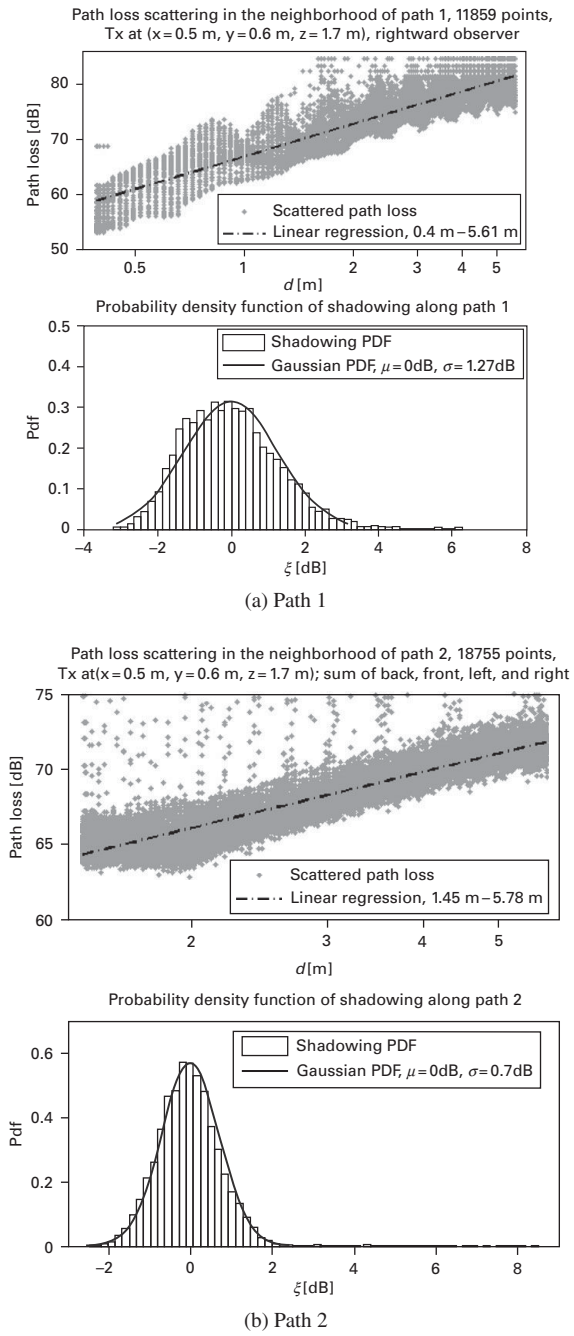 Path loss scattering in the neighborhood of path 1, 11859 points,
Tx at (x=0.5 m, y=0.6 m, z=1.7 m), rightward observer
Path loss [dB]
80
70
60
50
Scattered path loss
Linear regression, 0.4 m–5.61 m
0.5
1
2
3
4
5
d [m]
Probability density function of shadowing along path 1
Pdf
0.5
0.4
0.3
0.2
0.1
0
Shadowing PDF
Gaussian PDF, μ=0dB, σ=1.27dB
−4
−2
0
2
4
6
8
ξ [dB]
(a) Path 1
Path loss scattering in the neighborhood of path 2, 18755 points,
Tx at(x=0.5 m, y=0.6 m, z=1.7 m); sum of back, front, left, and right
Path loss [dB]
75
70
65
60
Scattered path loss
Linear regression, 1.45 m–5.78 m
2
3
4
5
d [m]
Probability density function of shadowing along path 2
Pdf
0.6
0.4
0.2
0
Shadowing PDF
Gaussian PDF, μ=0dB, σ=0.7dB
−2
0
2
4
6
8
ξ [dB]
(b) Path 2